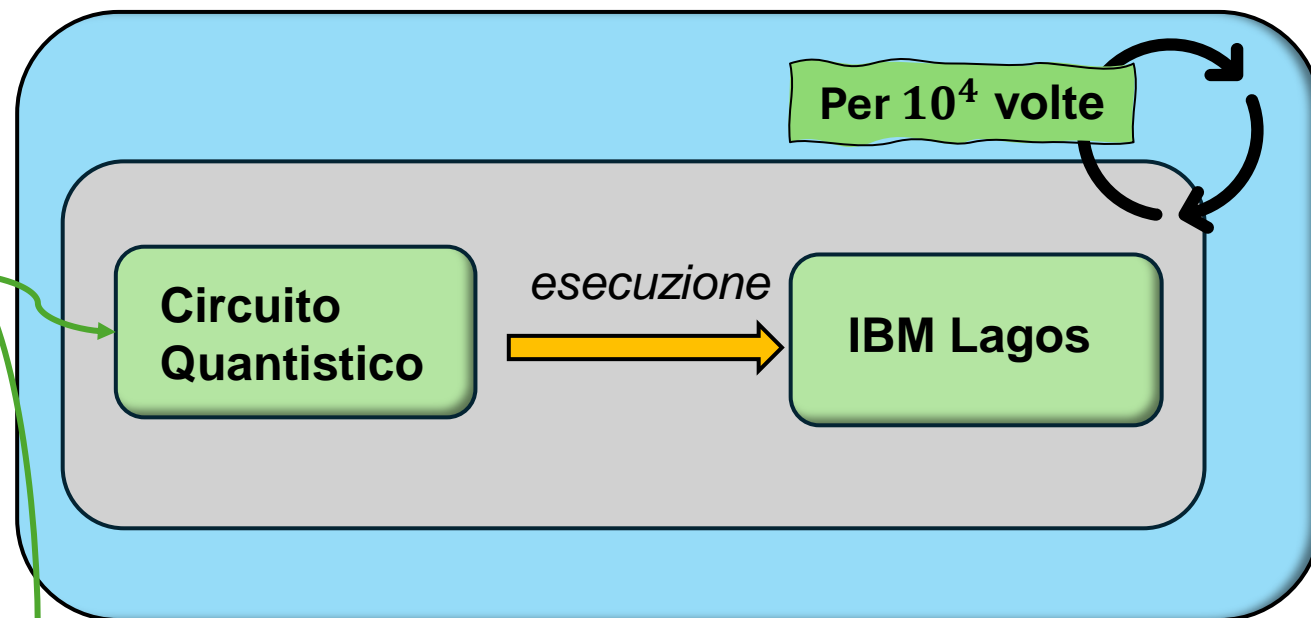 Per 10⁴ volte
esecuzione
Circuito
Quantistico
IBM Lagos